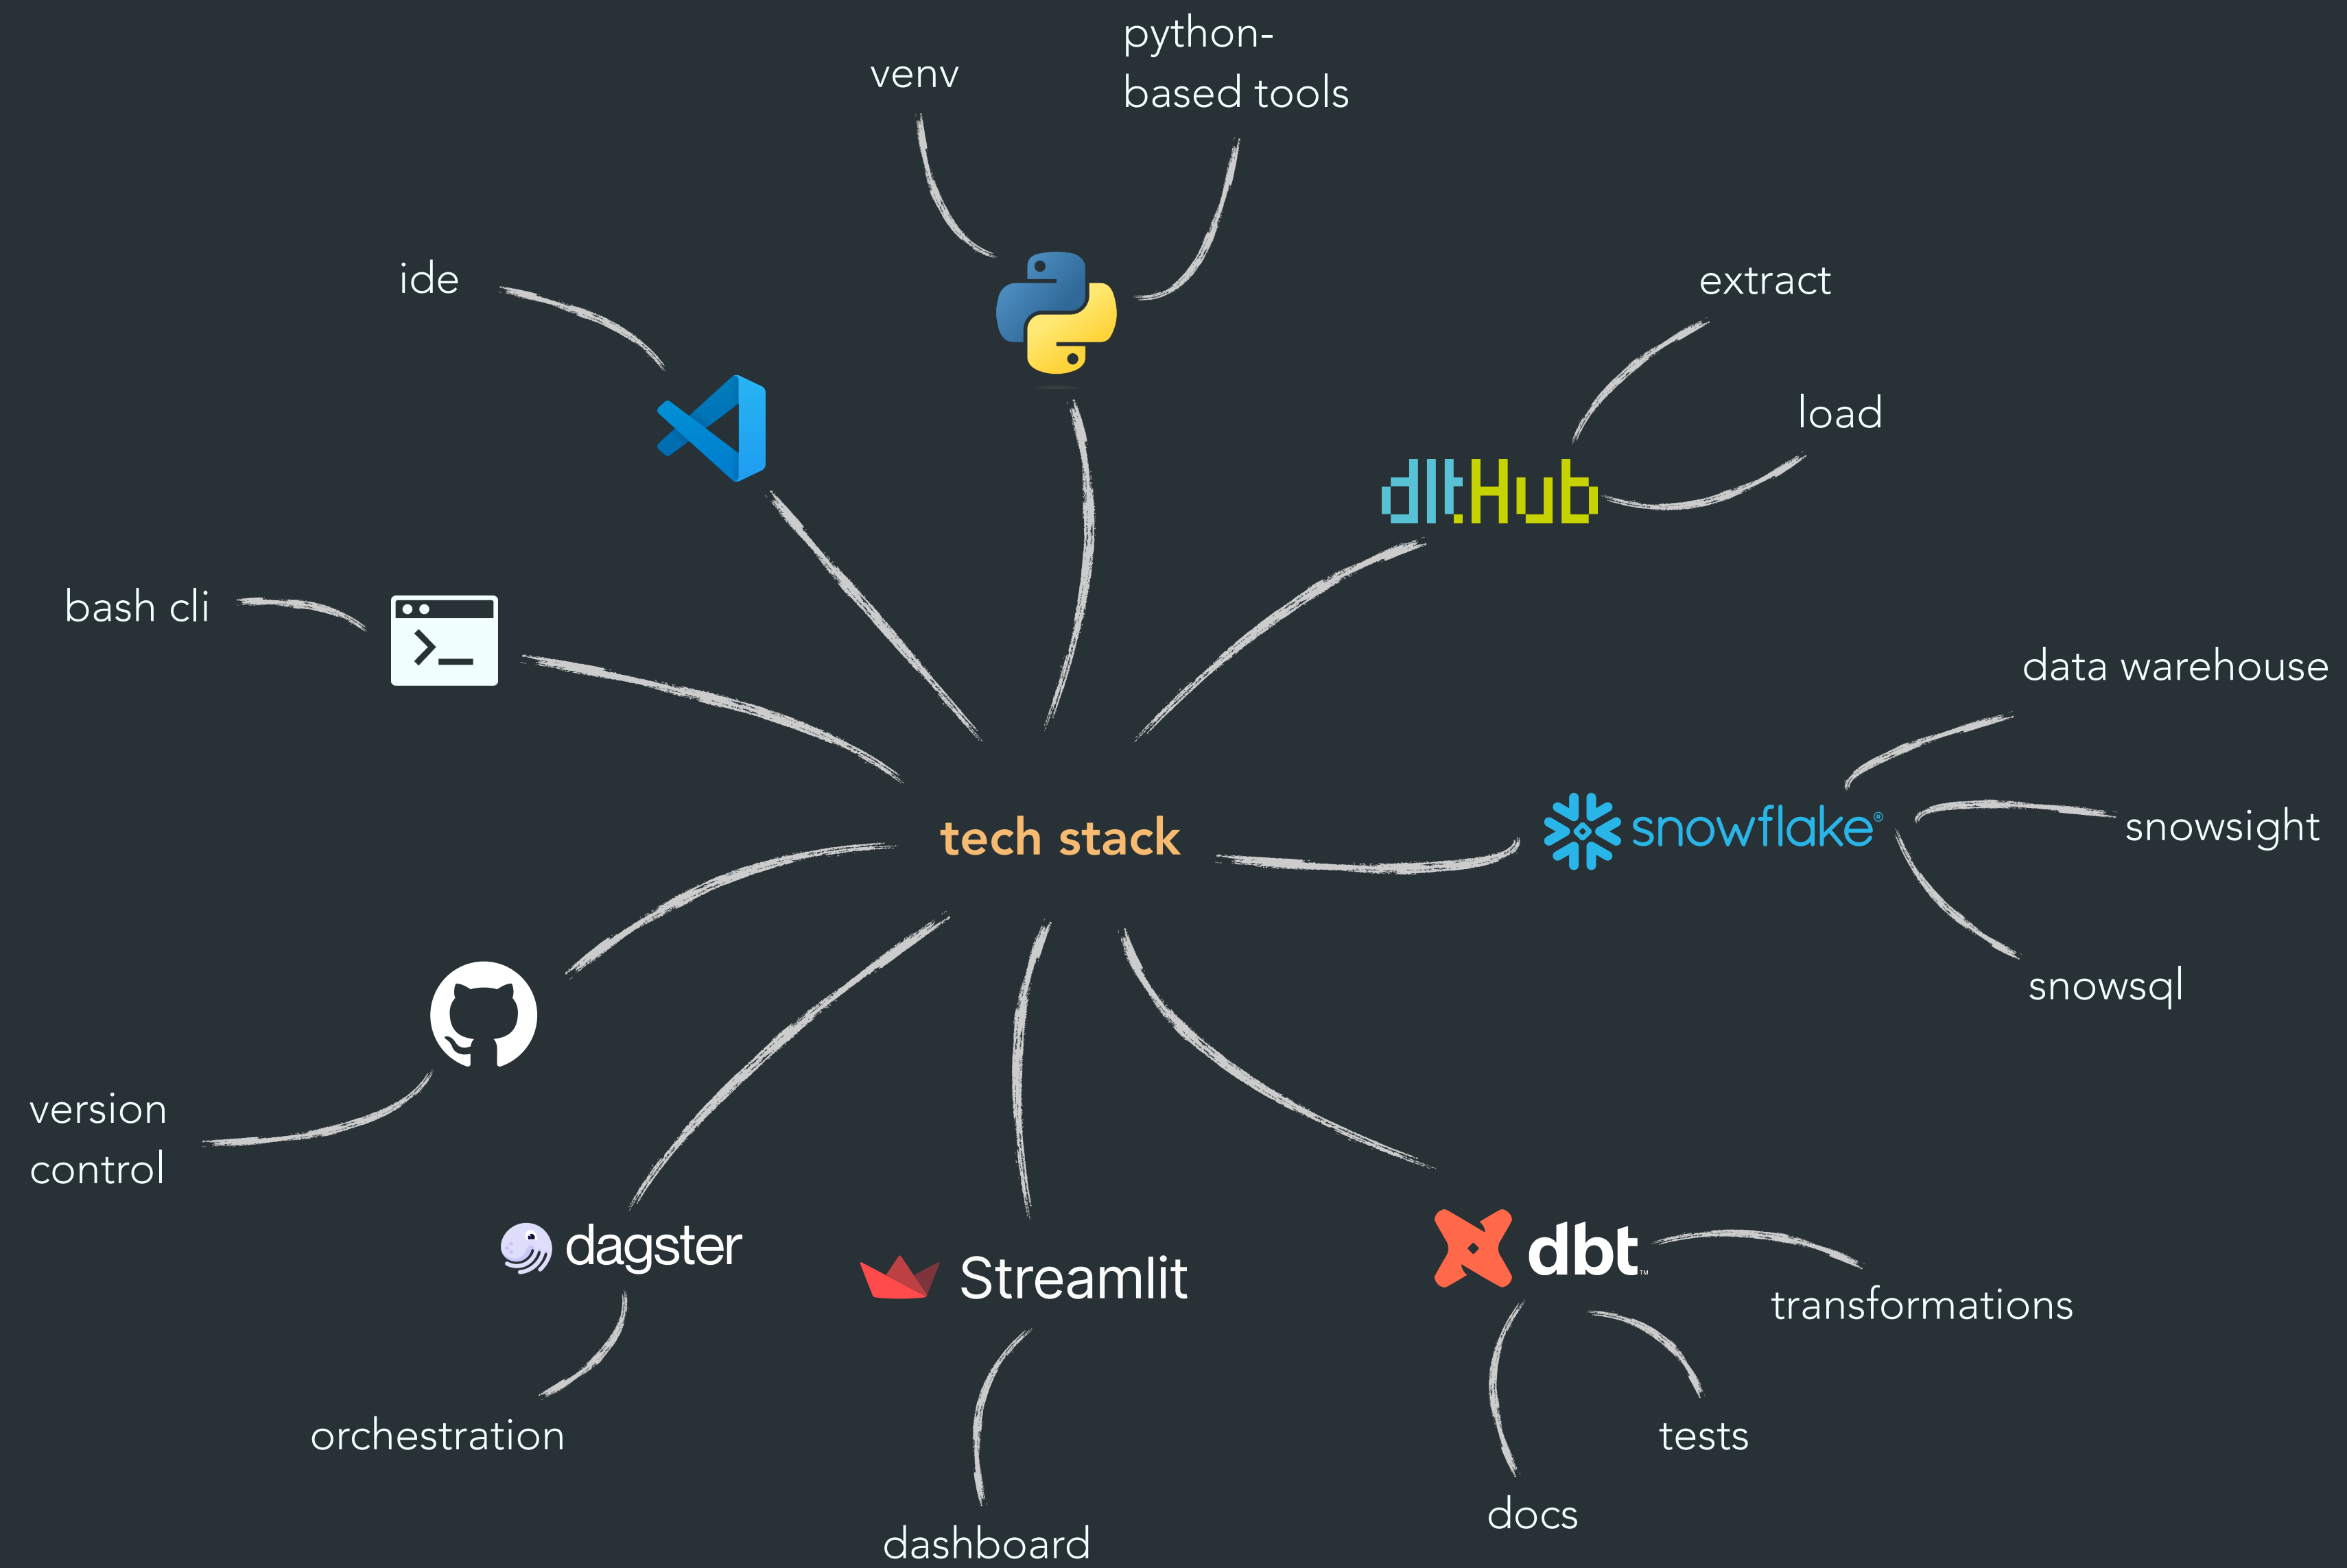 python-
based tools
venv
ide
extract
load
dltHub
bash cli
data warehouse
snowsight
snowflake®
tech stack
snowsql
version
control
dagster
Streamlit
dbt™
transformations
orchestration
tests
docs
dashboard